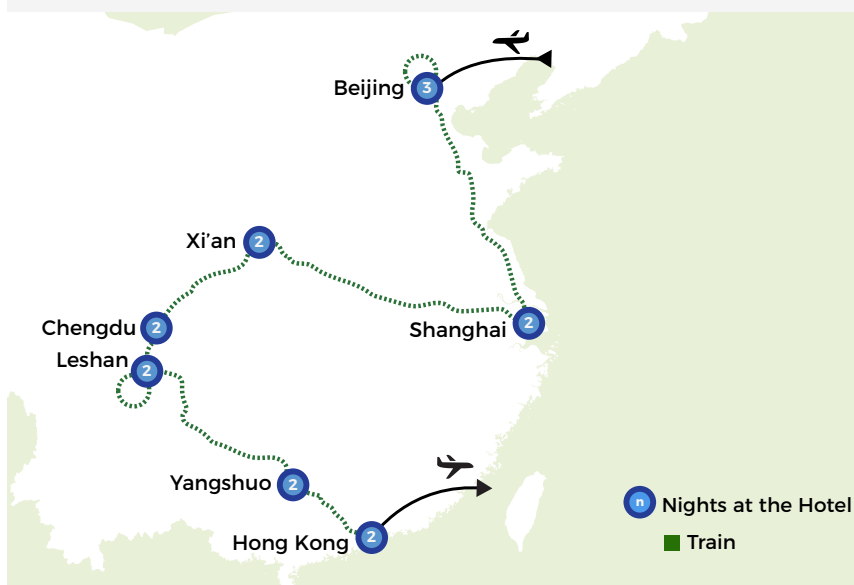 Beijing
3
Xi'an
2
Chengdu
2
Shanghai
2
Leshan
2
Yangshuo
2
Hong Kong
2
n
Nights at the Hotel
Train